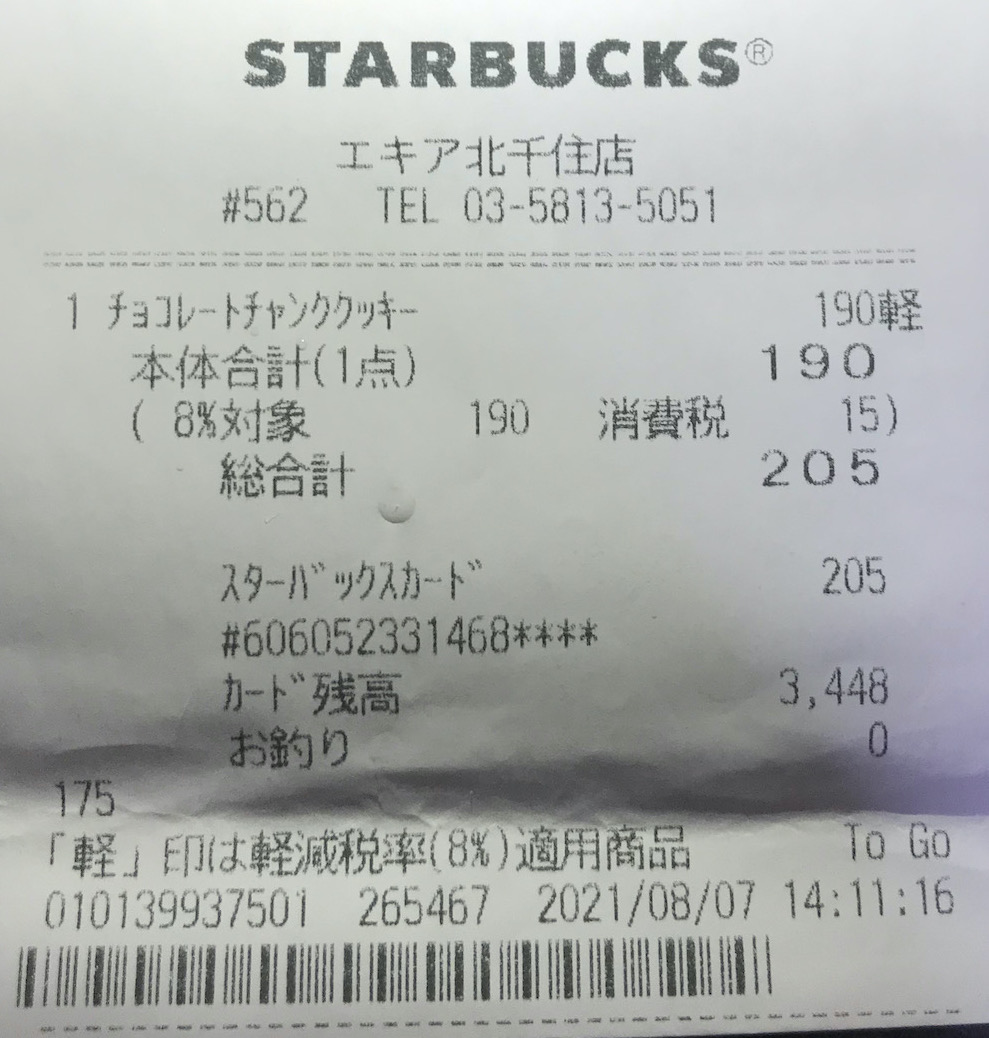 STARBUCKS®
エキア北千住店
#562 TEL 03-5813-5051
1 ﾁｮｺﾚｰﾄﾁｬﾝｸクッキー 190軽
本体合計(1点) 190
( 8%対象 190 消費税 15)
総合計 205
ｽﾀｰﾊﾞｯｸｽｶｰﾄﾞ 205
#606052331468****
ｶｰﾄﾞ残高 3,448
お釣り 0
175
「軽」印は軽減税率(8%)適用商品 To Go
010139937501 265467 2021/08/07 14:11:16